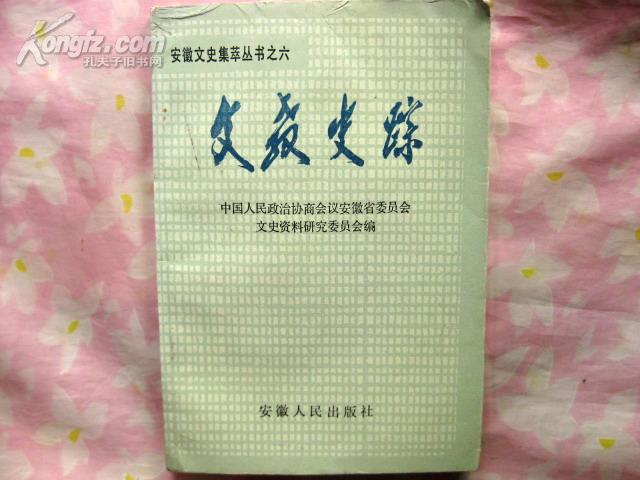 Kongfz.com
孔夫子旧书网
安徽文史集萃丛书之六
文教史踪
中国人民政治协商会议安徽省委员会
文史资料研究委员会编
安徽人民出版社